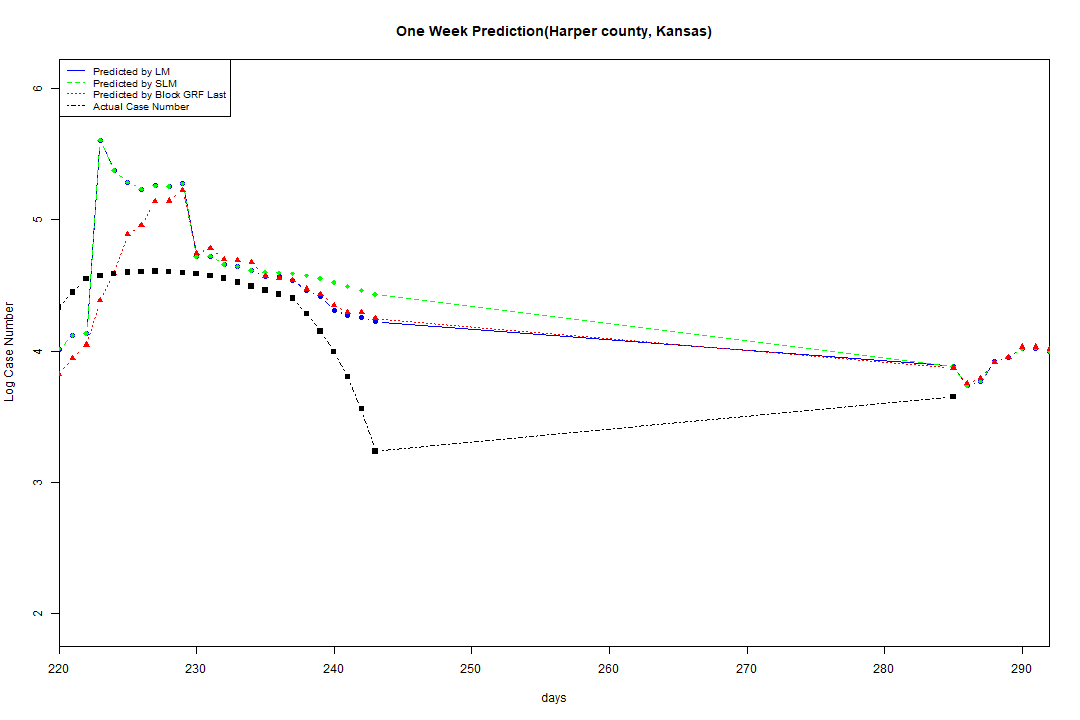 One Week Prediction(Harper county, Kansas)
Predicted by LM
Predicted by SLM
Predicted by Block GRF Last
Actual Case Number
6
5
4
3
2
Log Case Number
220 230 240 250 260 270 280 290
days